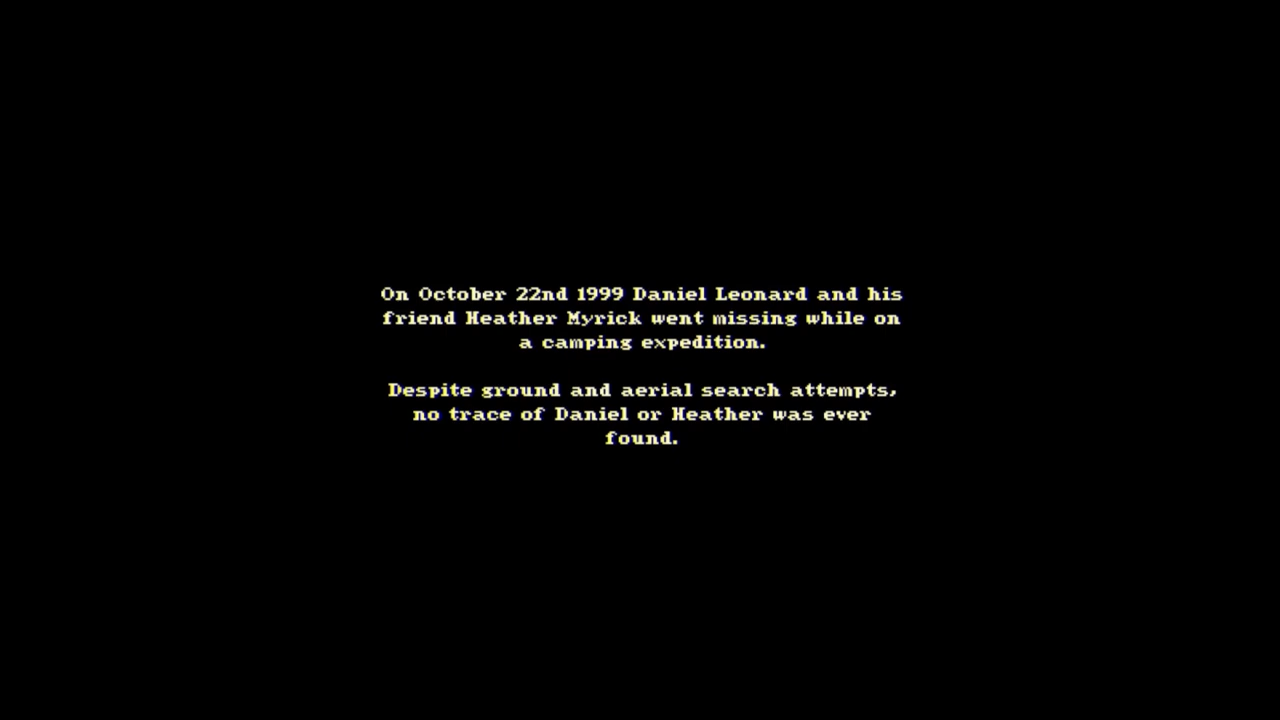 On October 22nd 1999 Daniel Leonard and his
friend Heather Myrick went missing while on
a camping expedition.
Despite ground and aerial search attempts,
no trace of Daniel or Heather was ever
found.